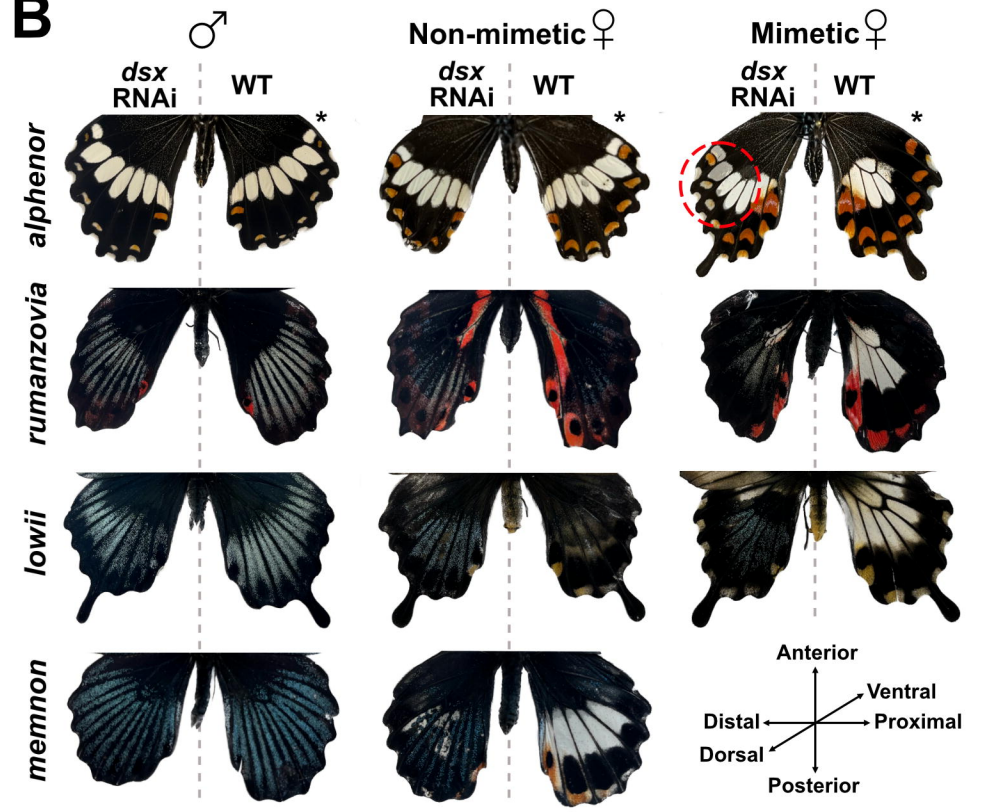 B
♂
Non-mimetic ♀
Mimetic ♀
dsx
RNAi
WT
dsx
RNAi
WT
dsx
RNAi
WT
alphenor
*
*
*
rumanzovia
lowii
memnon
Anterior
Ventral
Distal
Proximal
Dorsal
Posterior